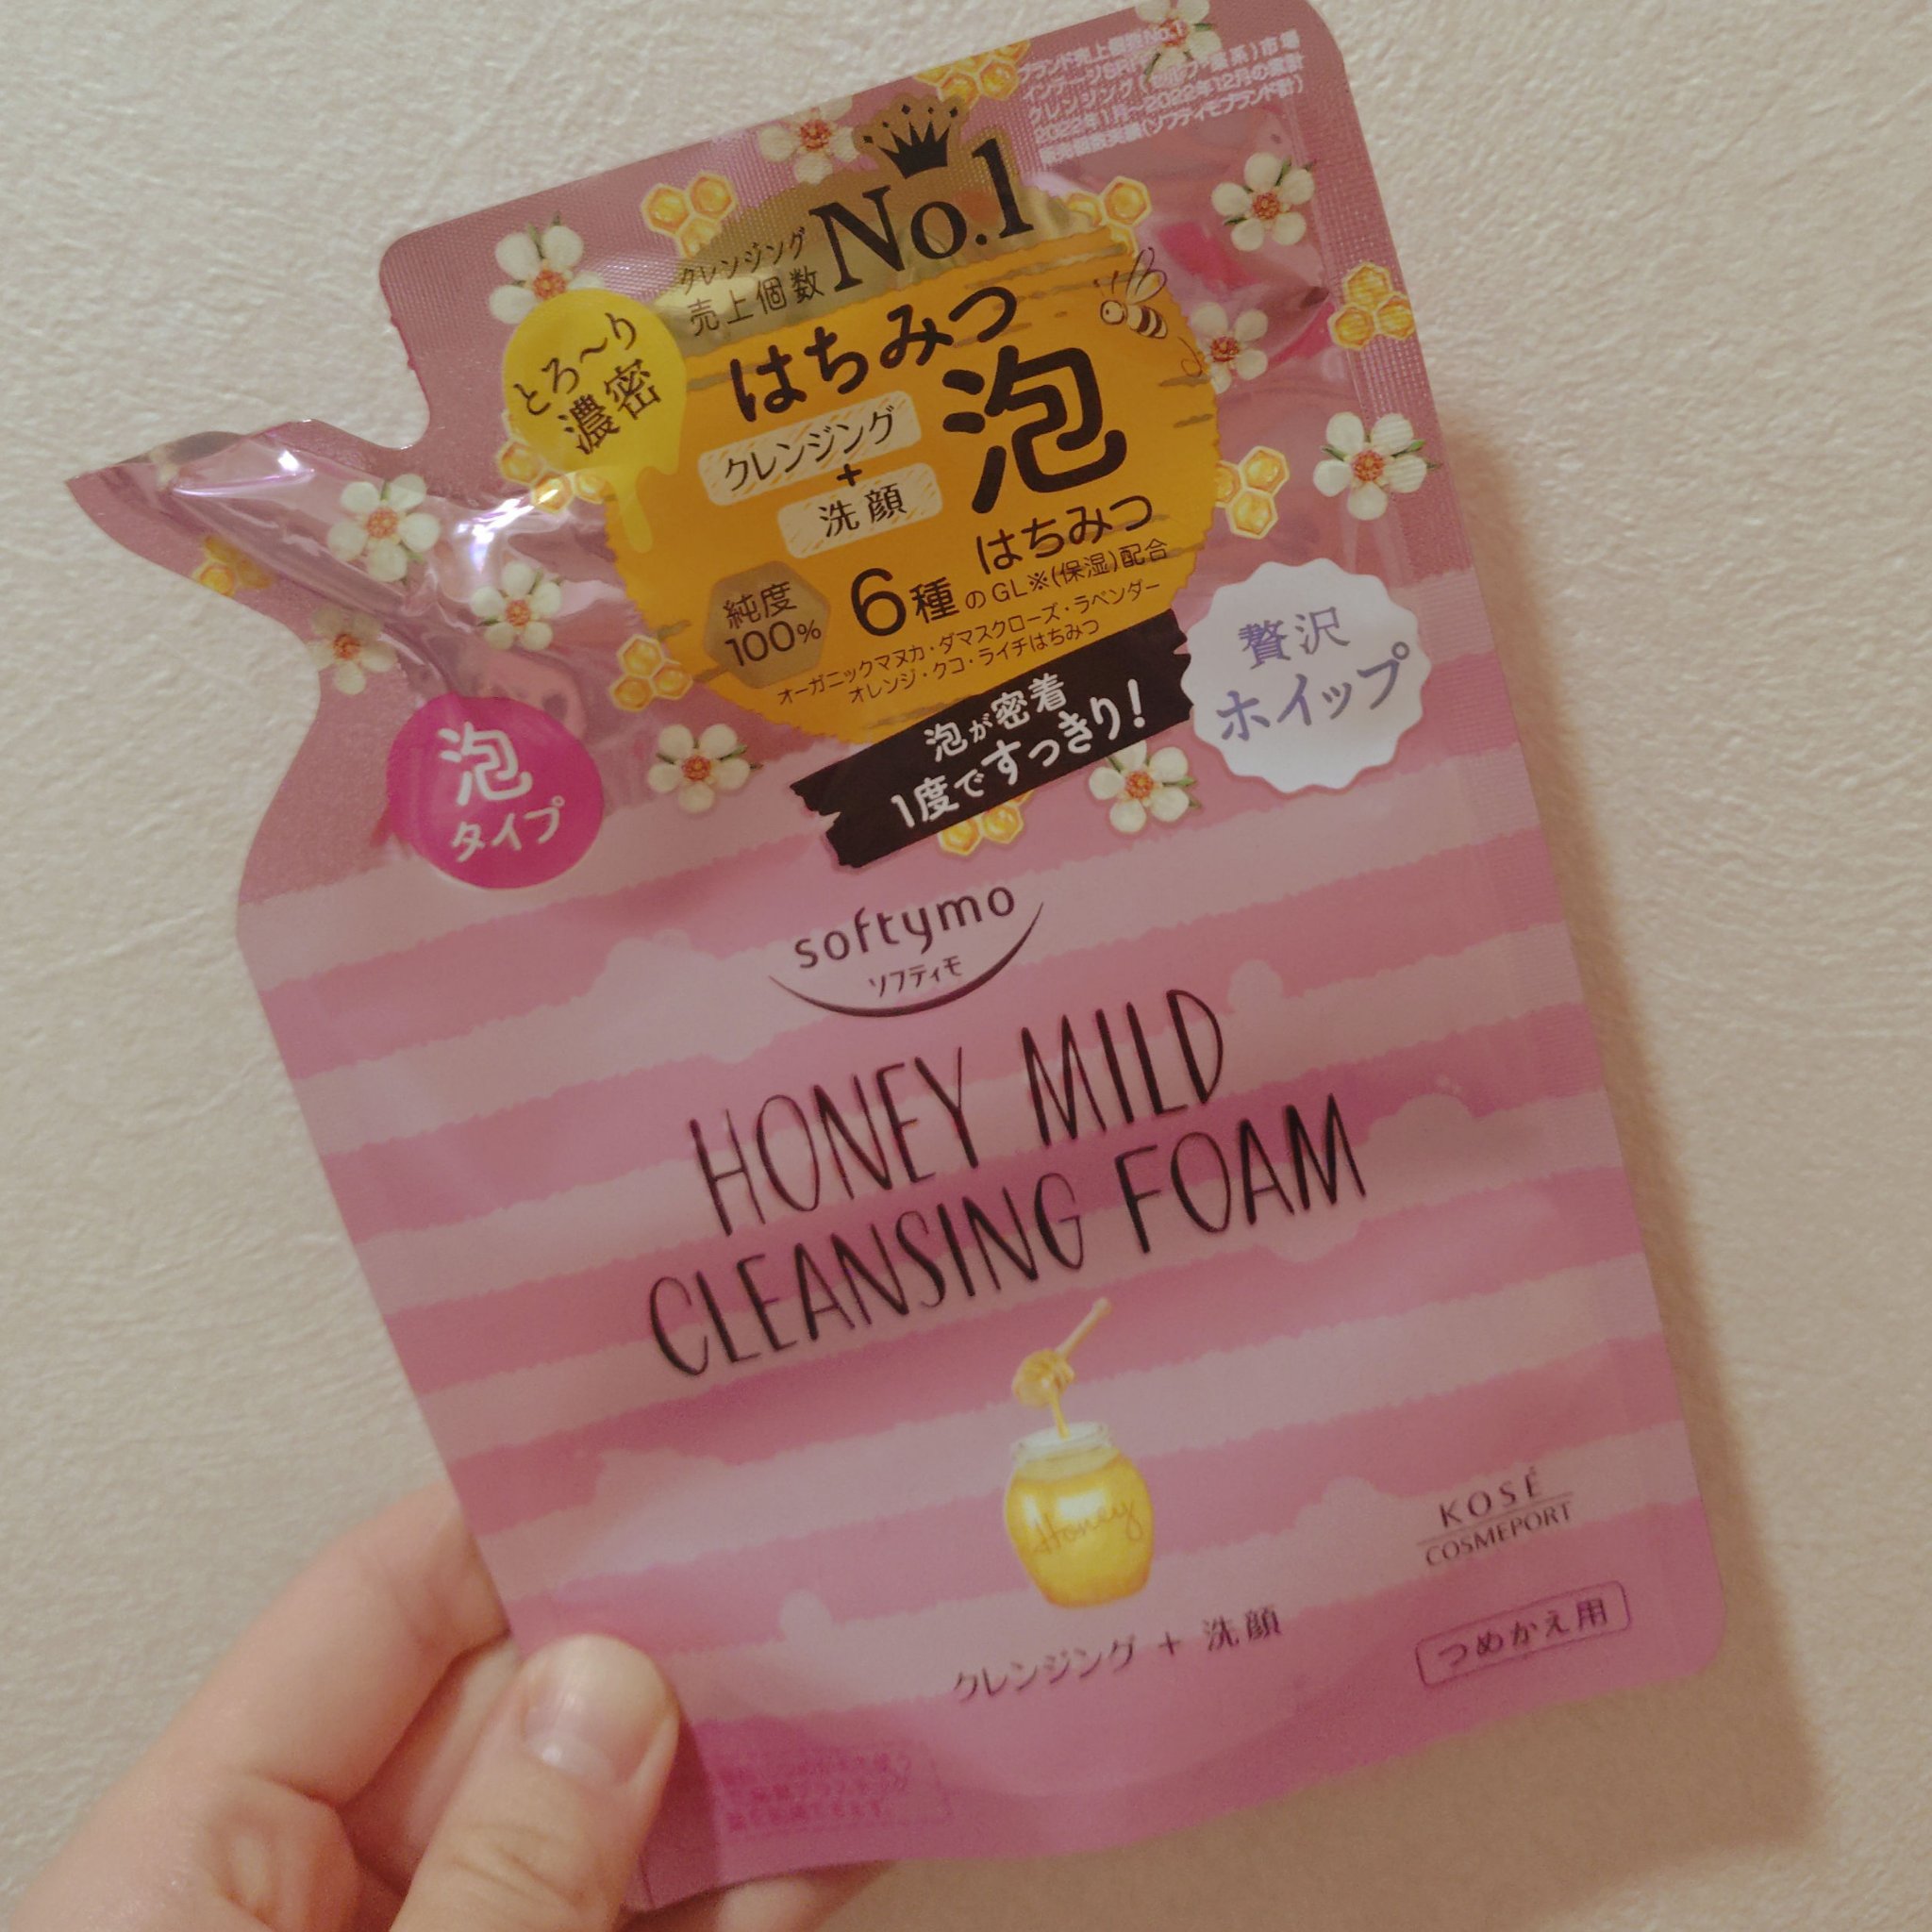 クレンジング
売上個数
No.1
とろ〜り
濃密
はちみつ
泡
クレンジング
+
洗顔
はちみつ
純度
100%
6種のGL※(保湿)配合
オーガニックマヌカ・ダマスクローズ・ラベンダー
オレンジ・クコ・ライチはちみつ
泡が密着
1度ですっきり!
贅沢
ホイップ
泡
タイプ
softymo
ソフティモ
HONEY MILD
CLEANSING FOAM
Honey
KOSÉ
COSMEPORT
クレンジング + 洗顔
つめかえ用